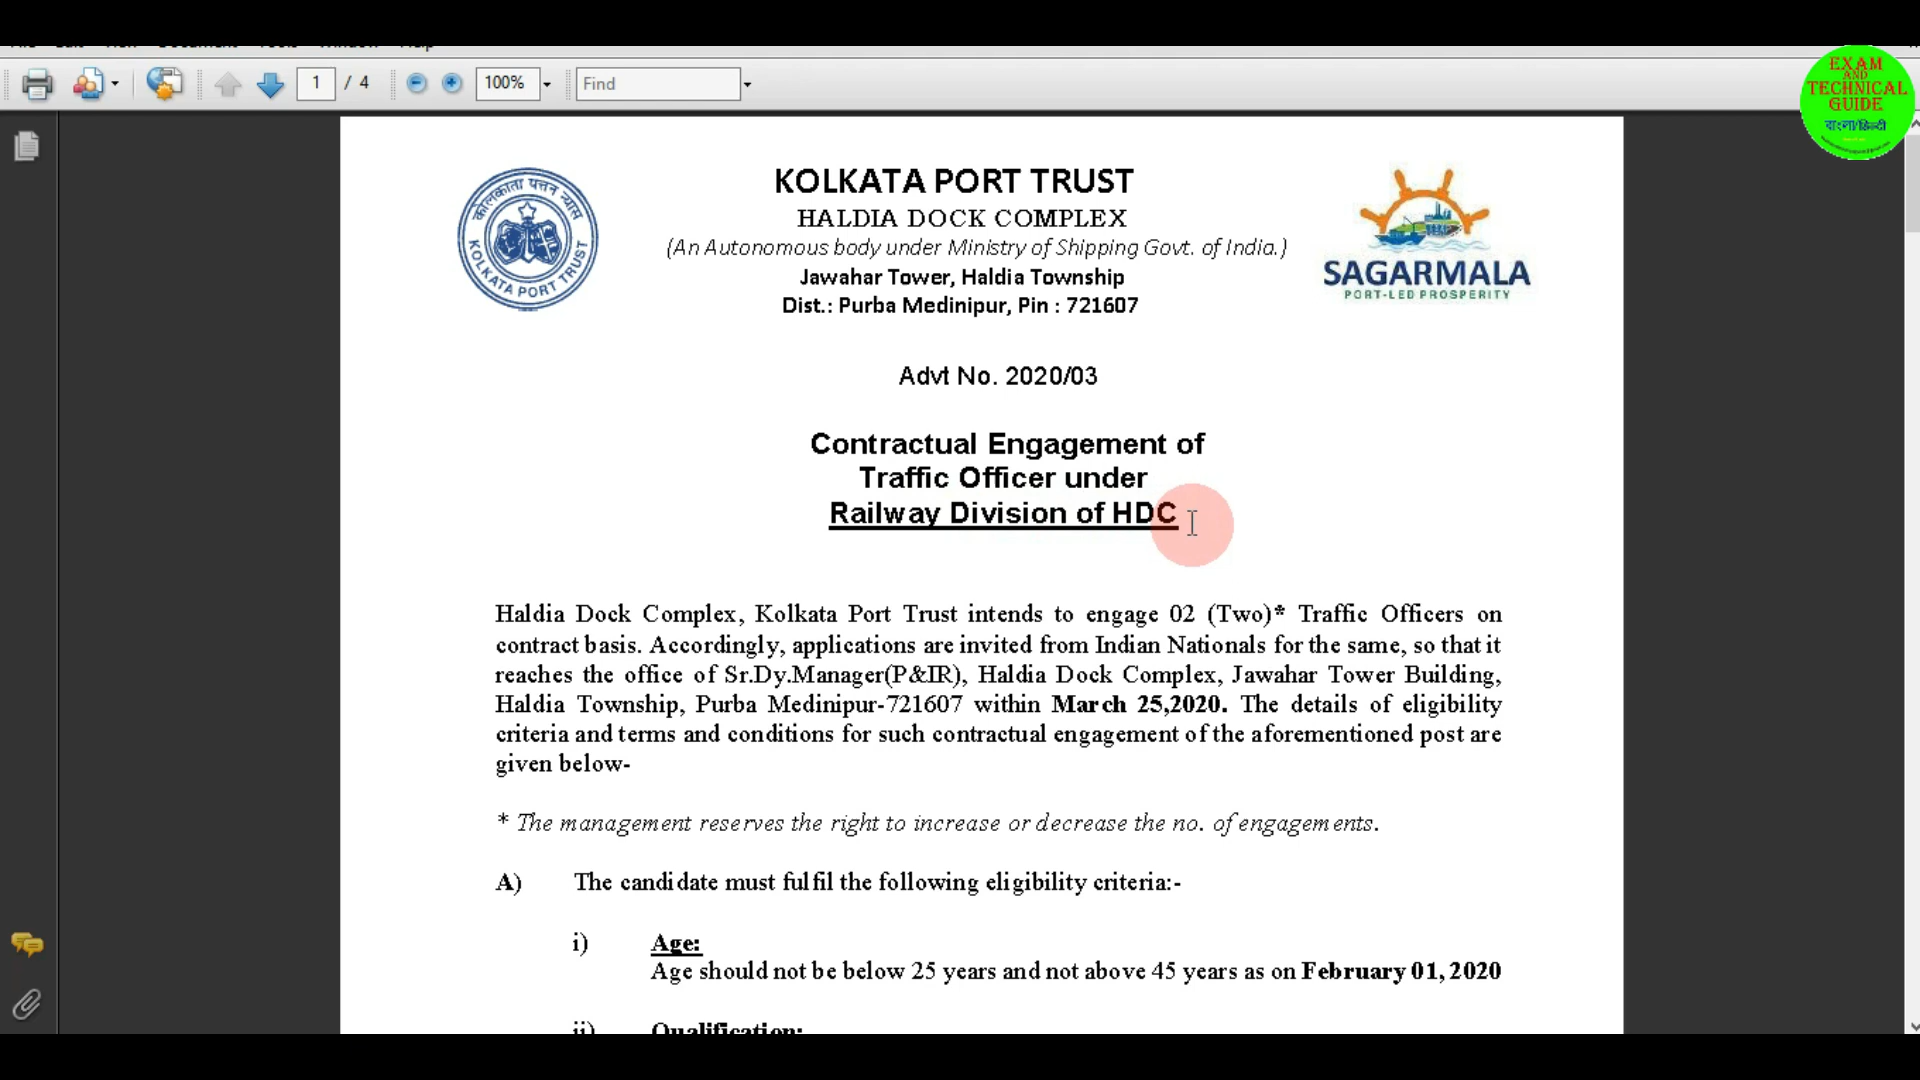 1 / 4
100%
Find
EXAM
AND
TECHNICAL
GUIDE
বাংলা/हिन्दी
कोलकाता पत्तन न्यास
KOLKATA PORT TRUST
KOLKATA PORT TRUST
HALDIA DOCK COMPLEX
(An Autonomous body under Ministry of Shipping Govt. of India.)
Jawahar Tower, Haldia Township
Dist.: Purba Medinipur, Pin : 721607
SAGARMALA
PORT-LED PROSPERITY
Advt No. 2020/03
Contractual Engagement of
Traffic Officer under
Railway Division of HDC
Haldia Dock Complex, Kolkata Port Trust intends to engage 02 (Two)* Traffic Officers on
contract basis. Accordingly, applications are invited from Indian Nationals for the same, so that it
reaches the office of Sr.Dy.Manager(P&IR), Haldia Dock Complex, Jawahar Tower Building,
Haldia Township, Purba Medinipur-721607 within March 25,2020. The details of eligibility
criteria and terms and conditions for such contractual engagement of the aforementioned post are
given below-
* The management reserves the right to increase or decrease the no. of engagements.
A) The candidate must fulfil the following eligibility criteria:-
i) Age:
Age should not be below 25 years and not above 45 years as on February 01, 2020
ii) Qualification: